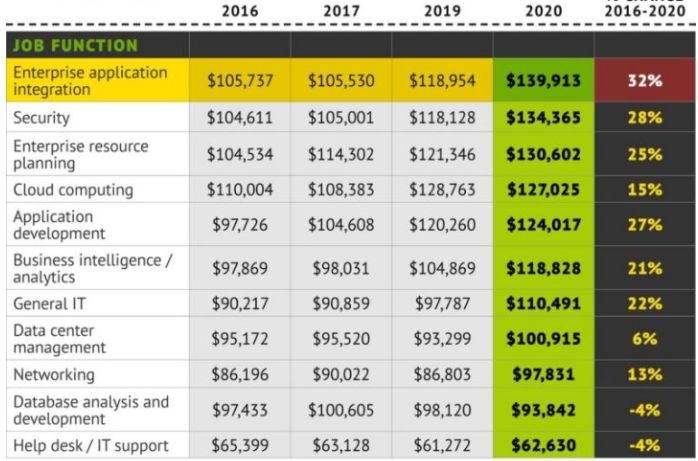 2016 2017 2019 2020 2016-2020
JOB FUNCTION
Enterprise application
integration $105,737 $105,530 $118,954 $139,913 32%
Security $104,611 $105,001 $118,128 $134,365 28%
Enterprise resource
planning $104,534 $114,302 $121,346 $130,602 25%
Cloud computing $110,004 $108,383 $128,763 $127,025 15%
Application
development $97,726 $104,608 $120,260 $124,017 27%
Business intelligence /
analytics $97,869 $98,031 $104,869 $118,828 21%
General IT $90,217 $90,859 $97,787 $110,491 22%
Data center
management $95,172 $95,520 $93,299 $100,915 6%
Networking $86,196 $90,022 $86,803 $97,831 13%
Database analysis and
development $97,433 $100,605 $98,120 $93,842 -4%
Help desk / IT support $65,399 $63,128 $61,272 $62,630 -4%